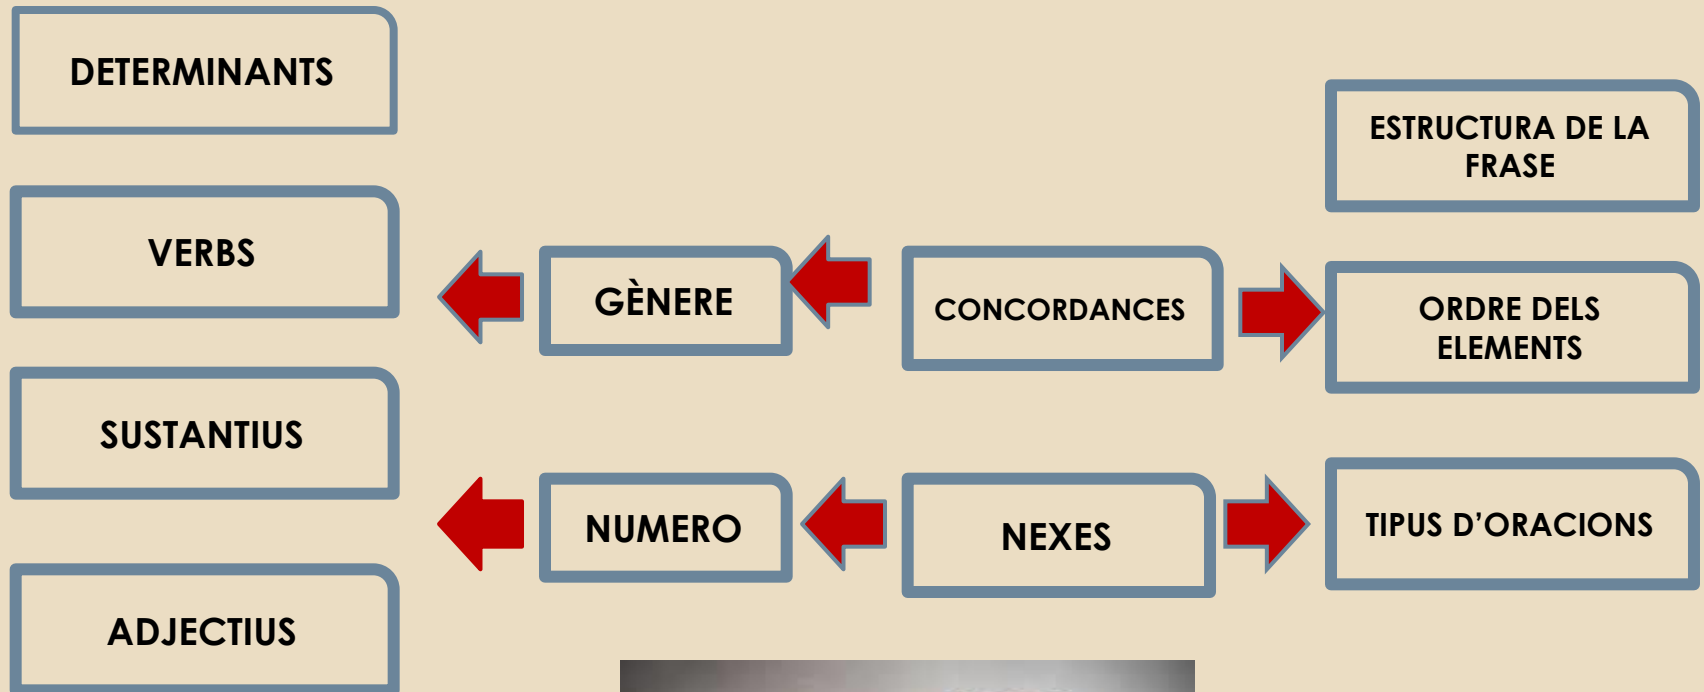 DETERMINANTS
VERBS
SUSTANTIUS
ADJECTIUS
GÈNERE
NUMERO
CONCORDANCES
NEXES
ESTRUCTURA DE LA
FRASE
ORDRE DELS
ELEMENTS
TIPUS D'ORACIONS